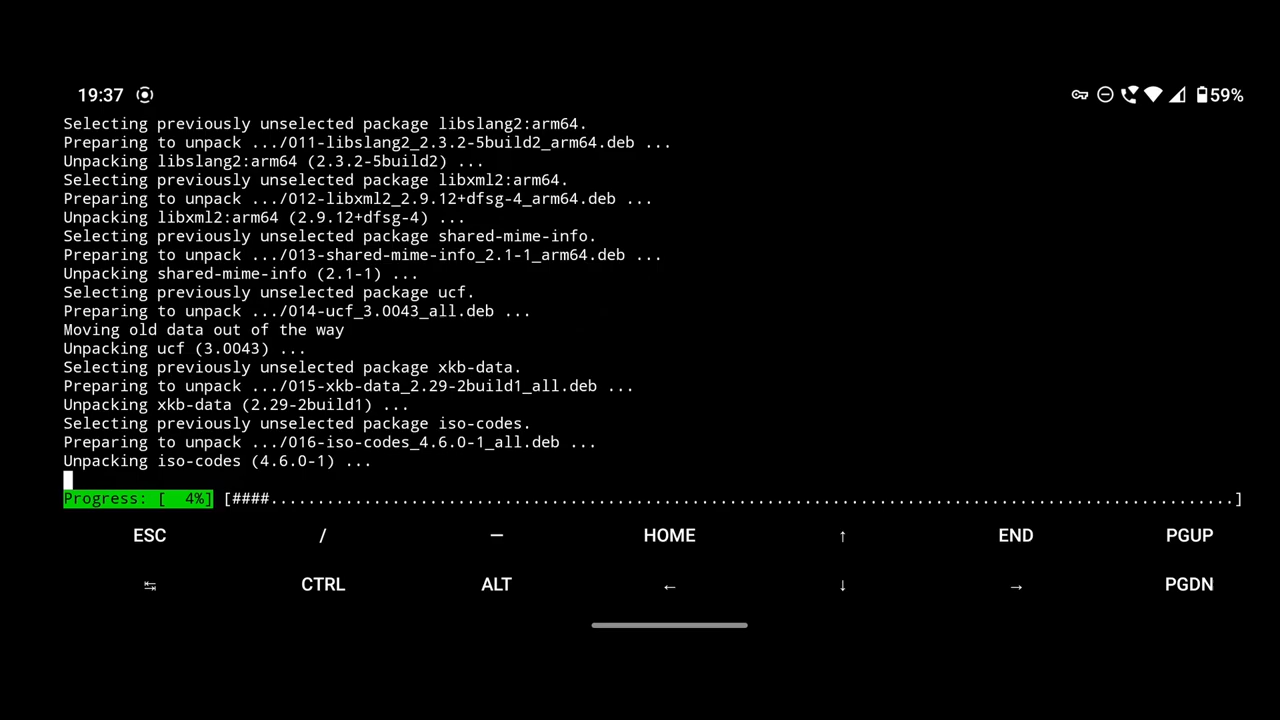 19:37 59%
Selecting previously unselected package libslang2:arm64.
Preparing to unpack .../011-libslang2_2.3.2-5build2_arm64.deb ...
Unpacking libslang2:arm64 (2.3.2-5build2) ...
Selecting previously unselected package libxml2:arm64.
Preparing to unpack .../012-libxml2_2.9.12+dfsg-4_arm64.deb ...
Unpacking libxml2:arm64 (2.9.12+dfsg-4) ...
Selecting previously unselected package shared-mime-info.
Preparing to unpack .../013-shared-mime-info_2.1-1_arm64.deb ...
Unpacking shared-mime-info (2.1-1) ...
Selecting previously unselected package ucf.
Preparing to unpack .../014-ucf_3.0043_all.deb ...
Moving old data out of the way
Unpacking ucf (3.0043) ...
Selecting previously unselected package xkb-data.
Preparing to unpack .../015-xkb-data_2.29-2build1_all.deb ...
Unpacking xkb-data (2.29-2build1) ...
Selecting previously unselected package iso-codes.
Preparing to unpack .../016-iso-codes_4.6.0-1_all.deb ...
Unpacking iso-codes (4.6.0-1) ...
Progress: [  4%] [####.......................................................................................................]
ESC / — HOME ↑ END PGUP
↹ CTRL ALT ← ↓ → PGDN